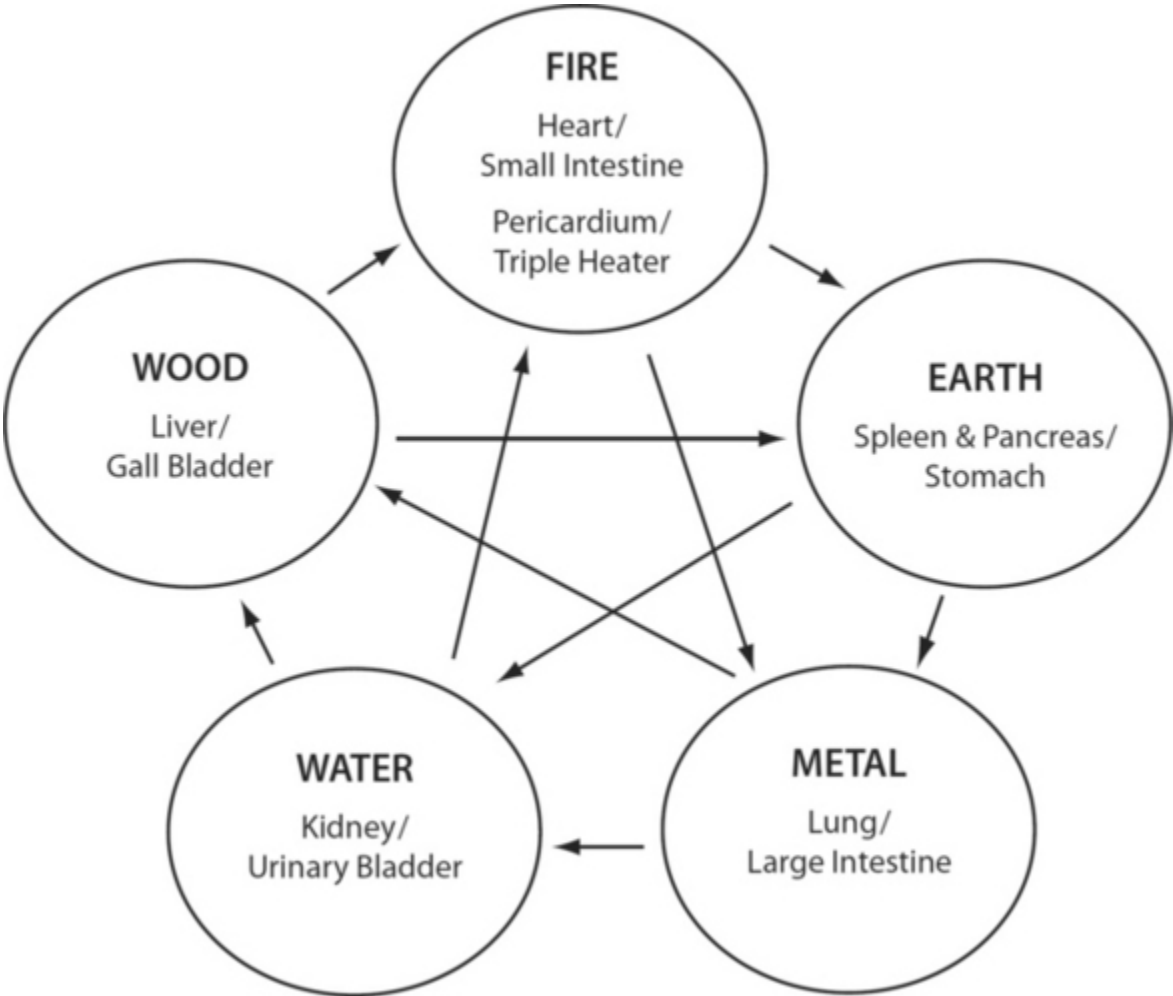 FIRE
Heart/
Small Intestine
Pericardium/
Triple Heater
WOOD
Liver/
Gall Bladder
EARTH
Spleen & Pancreas/
Stomach
WATER
Kidney/
Urinary Bladder
METAL
Lung/
Large Intestine